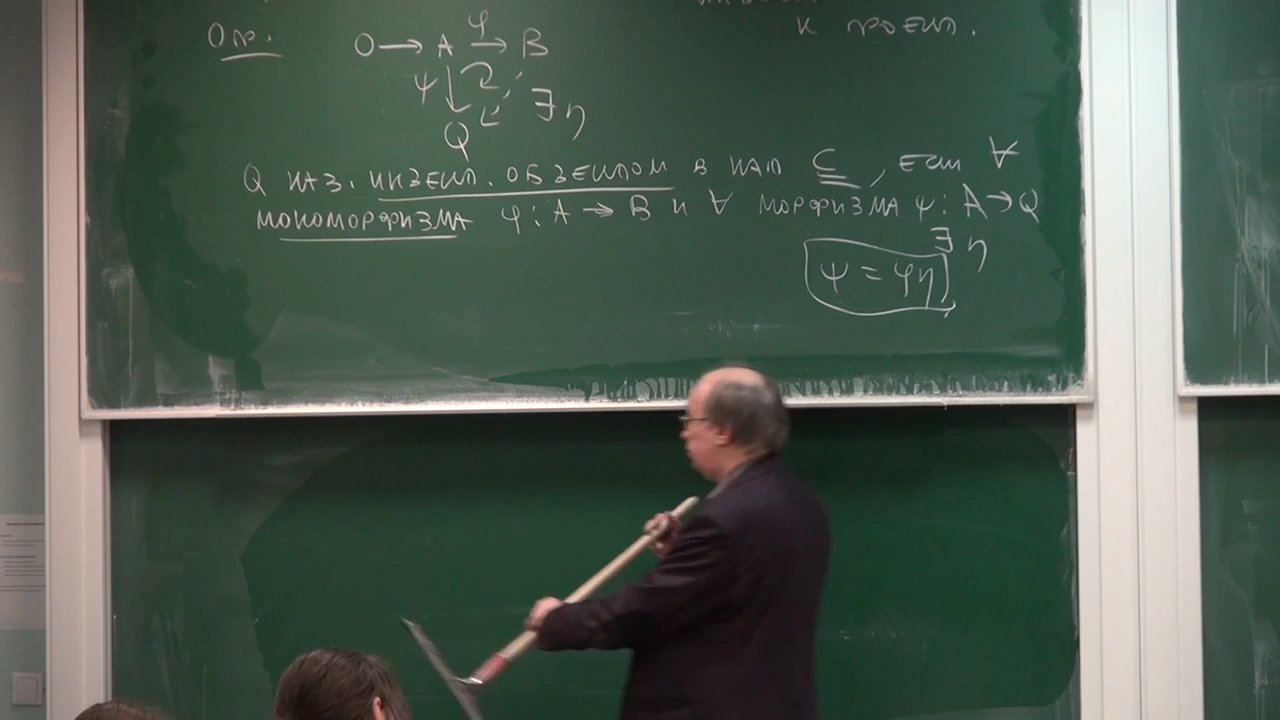 к проект.
Опр. 0 → A φ→ B
ψ ↓ ∃ η
Q
Q наз. инъект. объектом в кат C, если ∀
мономорфизма φ: A → B и ∀ морфизма ψ: A → Q
∃ η
ψ = φη